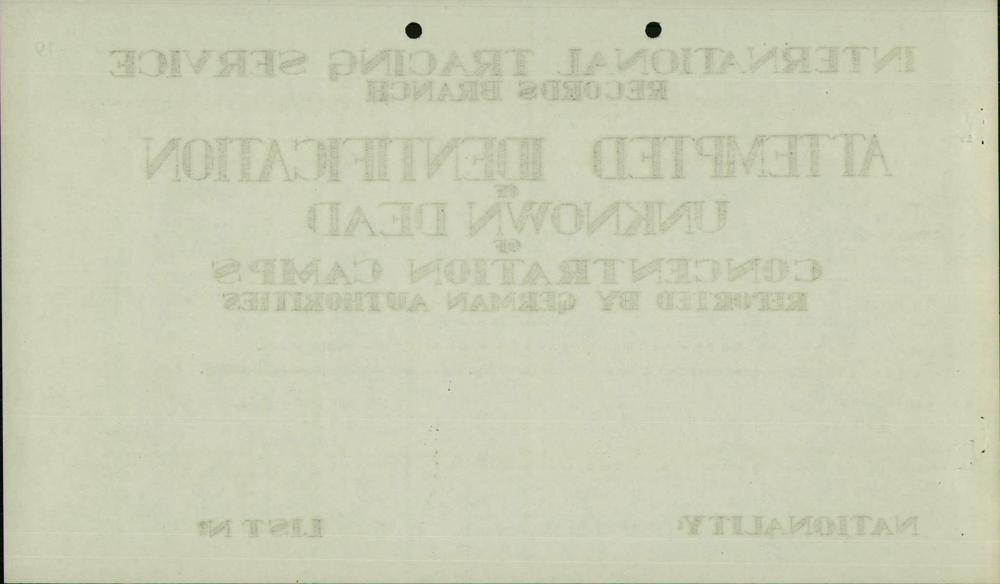 INTERNATIONAL TRACING SERVICE
RECORDS BRANCH
ATTEMPTED IDENTIFICATION
OF
UNKNOWN DEAD
OF
CONCENTRATION CAMPS
REPORTED BY GERMAN AUTHORITIES
NATIONALITY: LIST Nº: